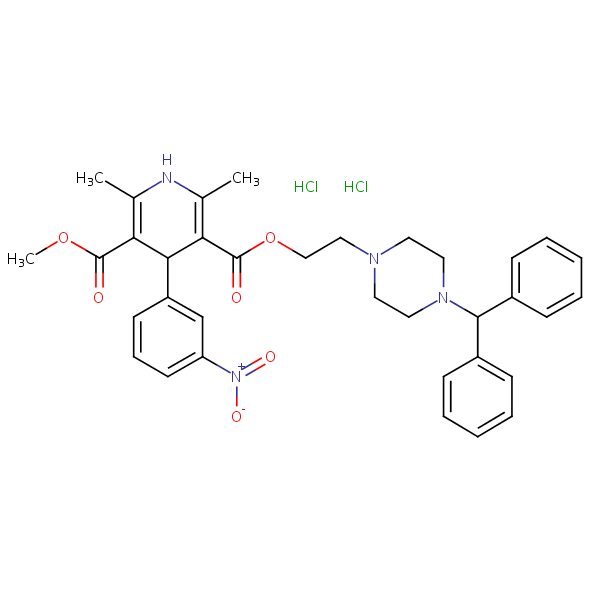 H
H₃C N CH₃ HCl HCl
O O
H₃C N
O O
N
N⁺ O
O⁻